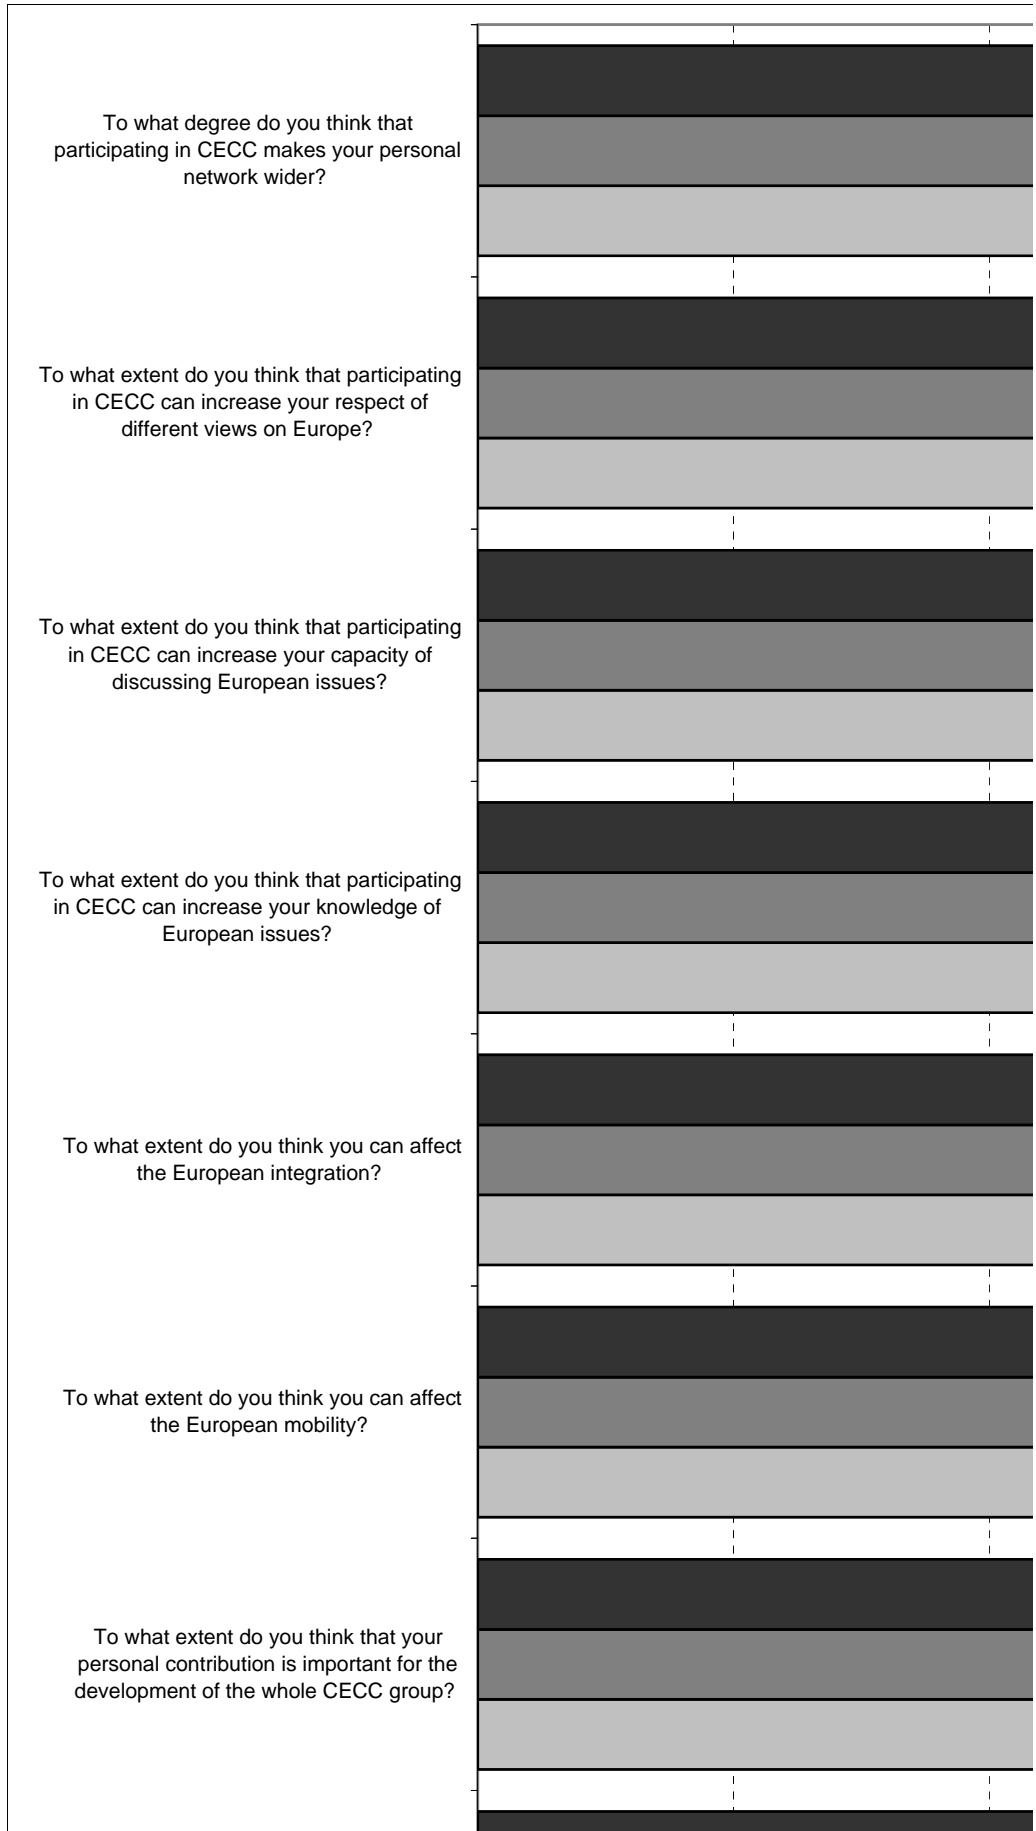 To what degree do you think that
participating in CECC makes your personal
network wider?
To what extent do you think that participating
in CECC can increase your respect of
different views on Europe?
To what extent do you think that participating
in CECC can increase your capacity of
discussing European issues?
To what extent do you think that participating
in CECC can increase your knowledge of
European issues?
To what extent do you think you can affect
the European integration?
To what extent do you think you can affect
the European mobility?
To what extent do you think that your
personal contribution is important for the
development of the whole CECC group?